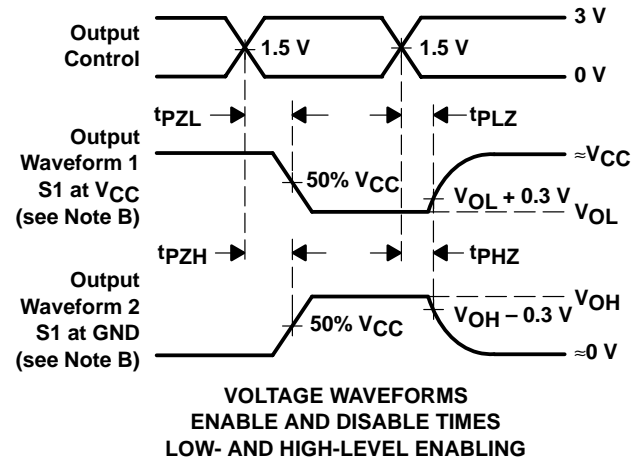 3 V
Output
Control
1.5 V
1.5 V
0 V
tPZL
tPLZ
Output
Waveform 1
S1 at VCC
(see Note B)
≈VCC
50% VCC
VOL + 0.3 V
VOL
tPZH
tPHZ
Output
Waveform 2
S1 at GND
(see Note B)
VOH
VOH – 0.3 V
50% VCC
≈0 V
VOLTAGE WAVEFORMS
ENABLE AND DISABLE TIMES
LOW- AND HIGH-LEVEL ENABLING